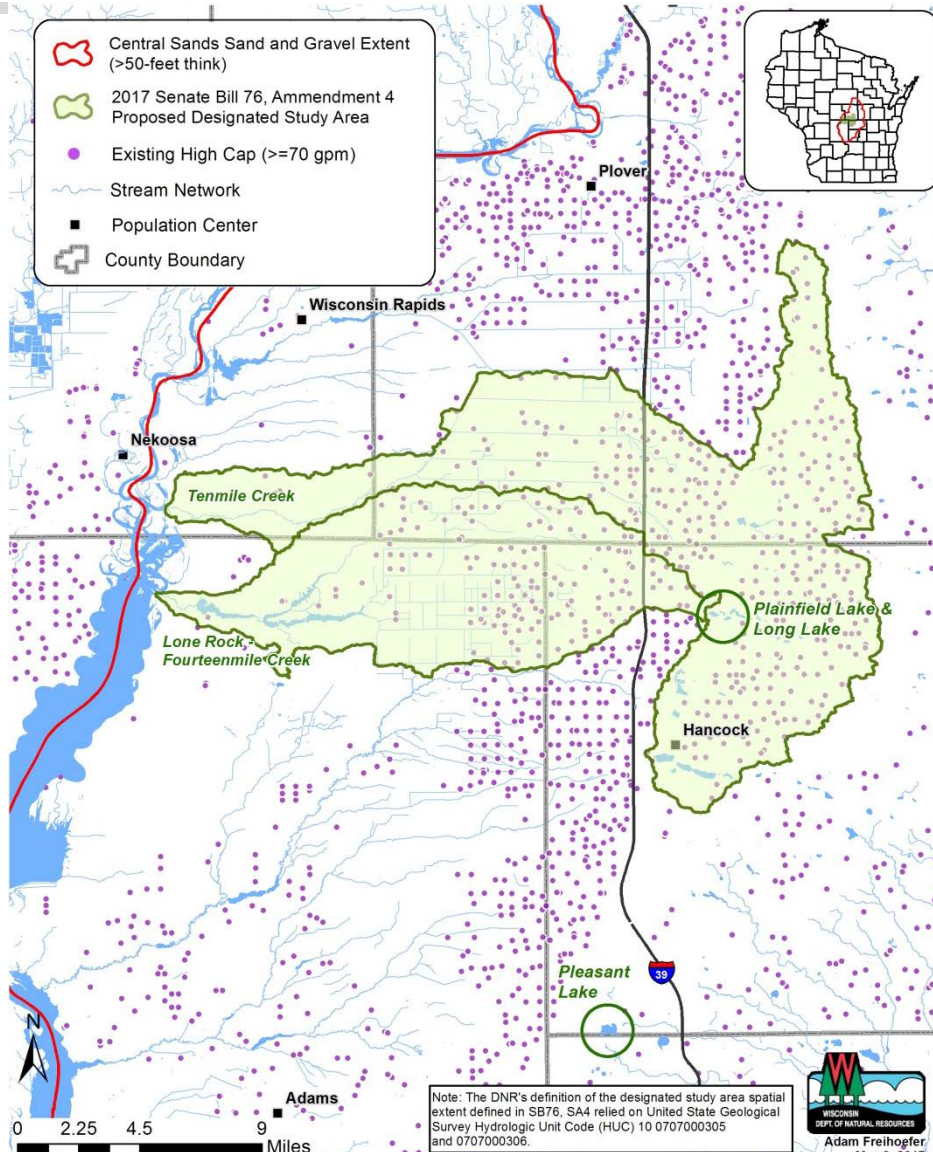 Central Sands Sand and Gravel Extent
(>50-feet think)
2017 Senate Bill 76, Ammendment 4
Proposed Designated Study Area
Existing High Cap (>=70 gpm)
Stream Network
Population Center
County Boundary
Plover
Wisconsin Rapids
Nekoosa
Tenmile Creek
Plainfield Lake &
Long Lake
Lone Rock -
Fourteenmile Creek
Hancock
Pleasant
Lake
39
N
Adams
0 2.25 4.5 9
Miles
Note: The DNR's definition of the designated study area spatial
extent defined in SB76, SA4 relied on United State Geological
Survey Hydrologic Unit Code (HUC) 10 0707000305
and 0707000306.
W
WISCONSIN
DEPT. OF NATURAL RESOURCES
Adam Freihoefer